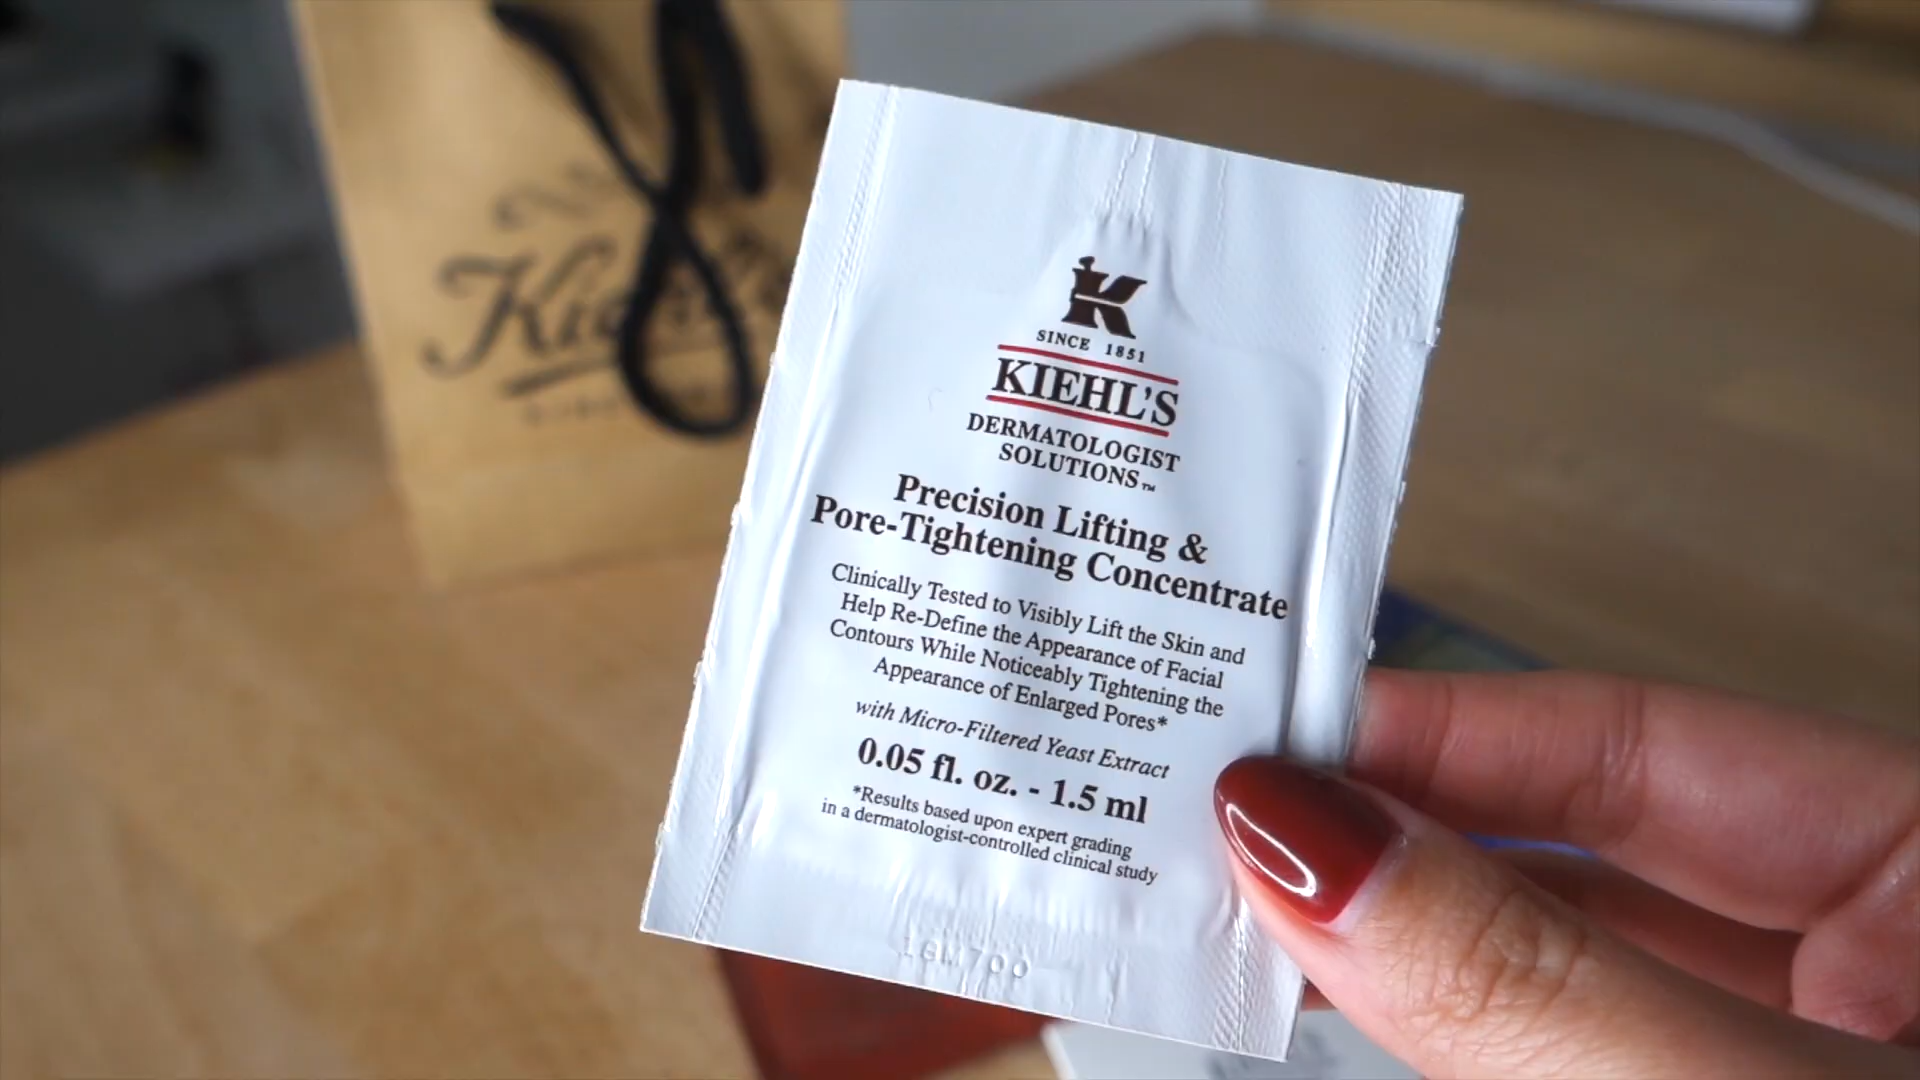 Kiehl's
K
SINCE 1851
KIEHL'S
DERMATOLOGIST
SOLUTIONS™
Precision Lifting &
Pore-Tightening Concentrate
Clinically Tested to Visibly Lift the Skin and
Help Re-Define the Appearance of Facial
Contours While Noticeably Tightening the
Appearance of Enlarged Pores*
with Micro-Filtered Yeast Extract
0.05 fl. oz. - 1.5 ml
*Results based upon expert grading
in a dermatologist-controlled clinical study